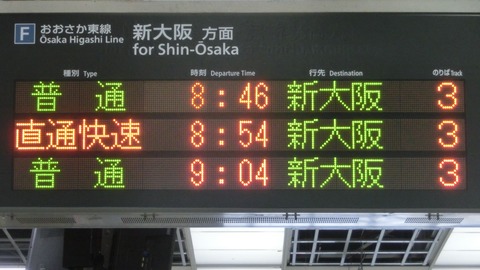 F おおさか東線 新大阪 方面
Ōsaka Higashi Line for Shin-Ōsaka
種別 Type 時刻 Departure Time 行先 Destination のりば Track
普通 8:46 新大阪 3
直通快速 8:54 新大阪 3
普通 9:04 新大阪 3